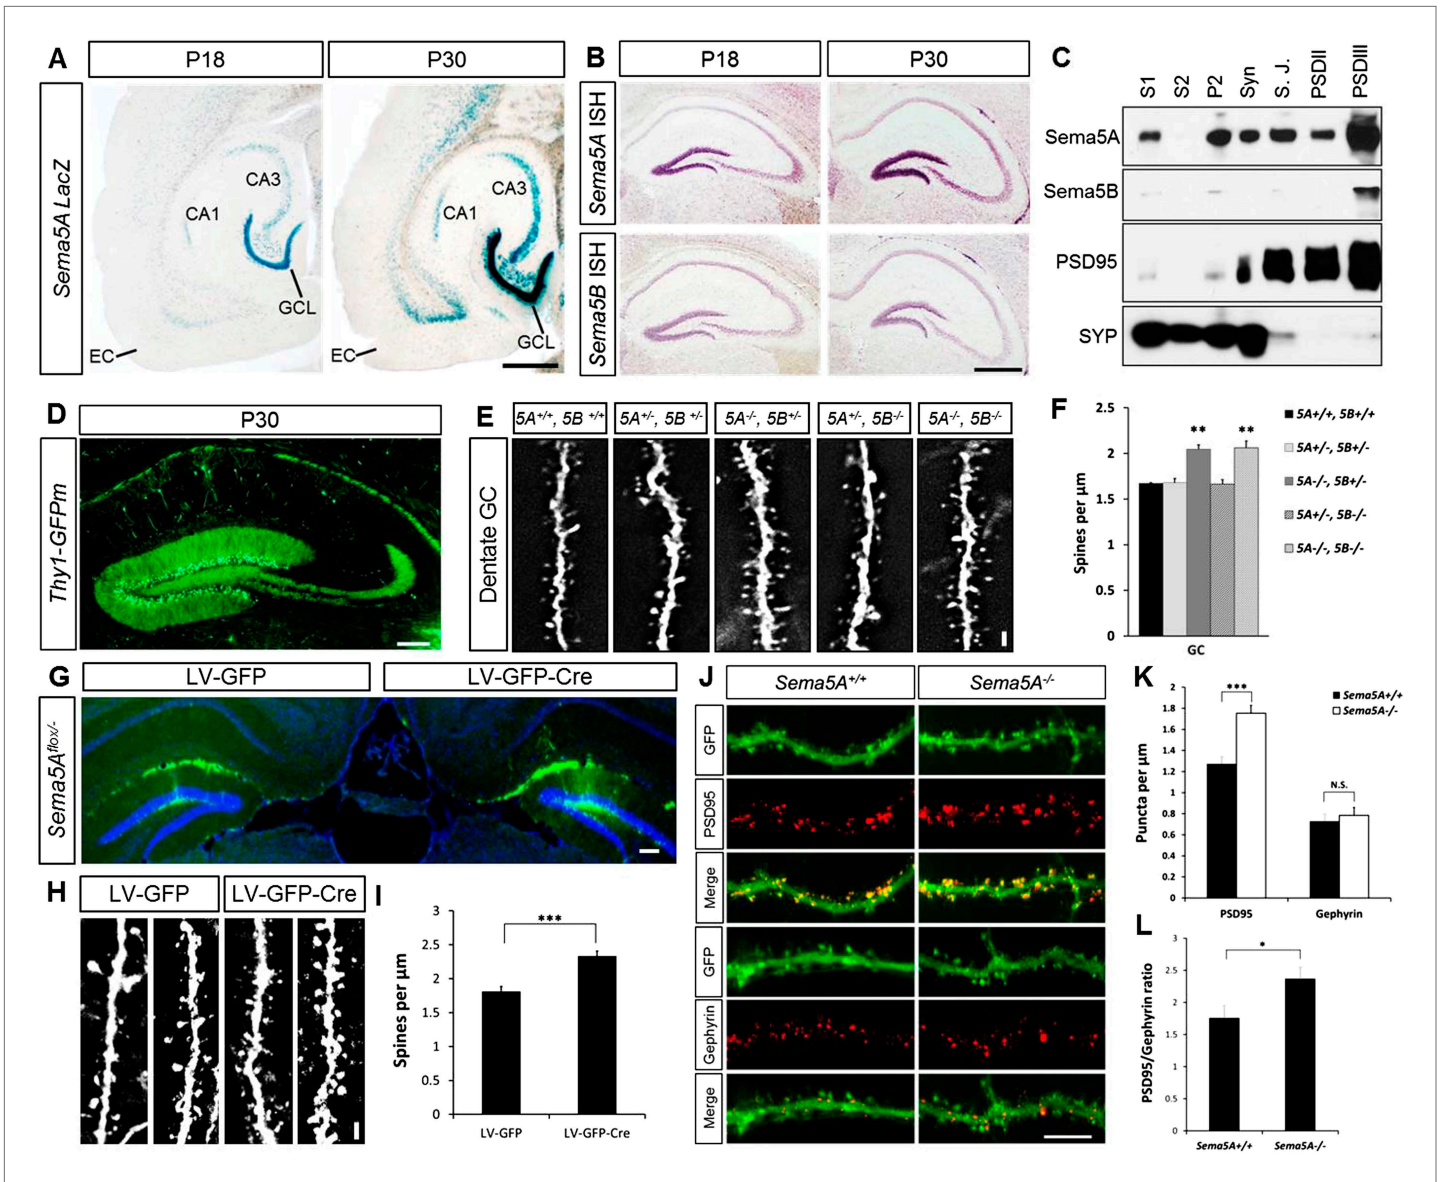 A
P18
P30
Sema5A LacZ
CA3
CA1
GCL
EC
CA3
CA1
GCL
EC
B
P18
P30
Sema5A ISH
Sema5B ISH
C
S1
S2
P2
Syn
S. J.
PSDII
PSDIII
Sema5A
Sema5B
PSD95
SYP
D
P30
Thy1-GFPm
E
5A+/+, 5B +/+
5A+/-, 5B +/-
5A-/-, 5B+/-
5A+/-, 5B-/-
5A-/-, 5B-/-
Dentate GC
F
Spines per µm
2.5
2
1.5
1
0.5
0
**
**
GC
5A+/+, 5B+/+
5A+/-, 5B+/-
5A-/-, 5B+/-
5A+/-, 5B-/-
5A-/-, 5B-/-
G
LV-GFP
LV-GFP-Cre
Sema5Aflox/-
H
LV-GFP
LV-GFP-Cre
I
Spines per µm
3
2.5
2
1.5
1
0.5
0
***
LV-GFP
LV-GFP-Cre
J
Sema5A+/+
Sema5A-/-
GFP
PSD95
Merge
GFP
Gephyrin
Merge
K
Puncta per µm
2
1.8
1.6
1.4
1.2
1
0.8
0.6
0.4
0.2
0
***
N.S.
Sema5A+/+
Sema5A-/-
PSD95
Gephyrin
L
PSD95/Gephyrin ratio
3
2.5
2
1.5
1
0.5
0
*
Sema5A+/+
Sema5A-/-